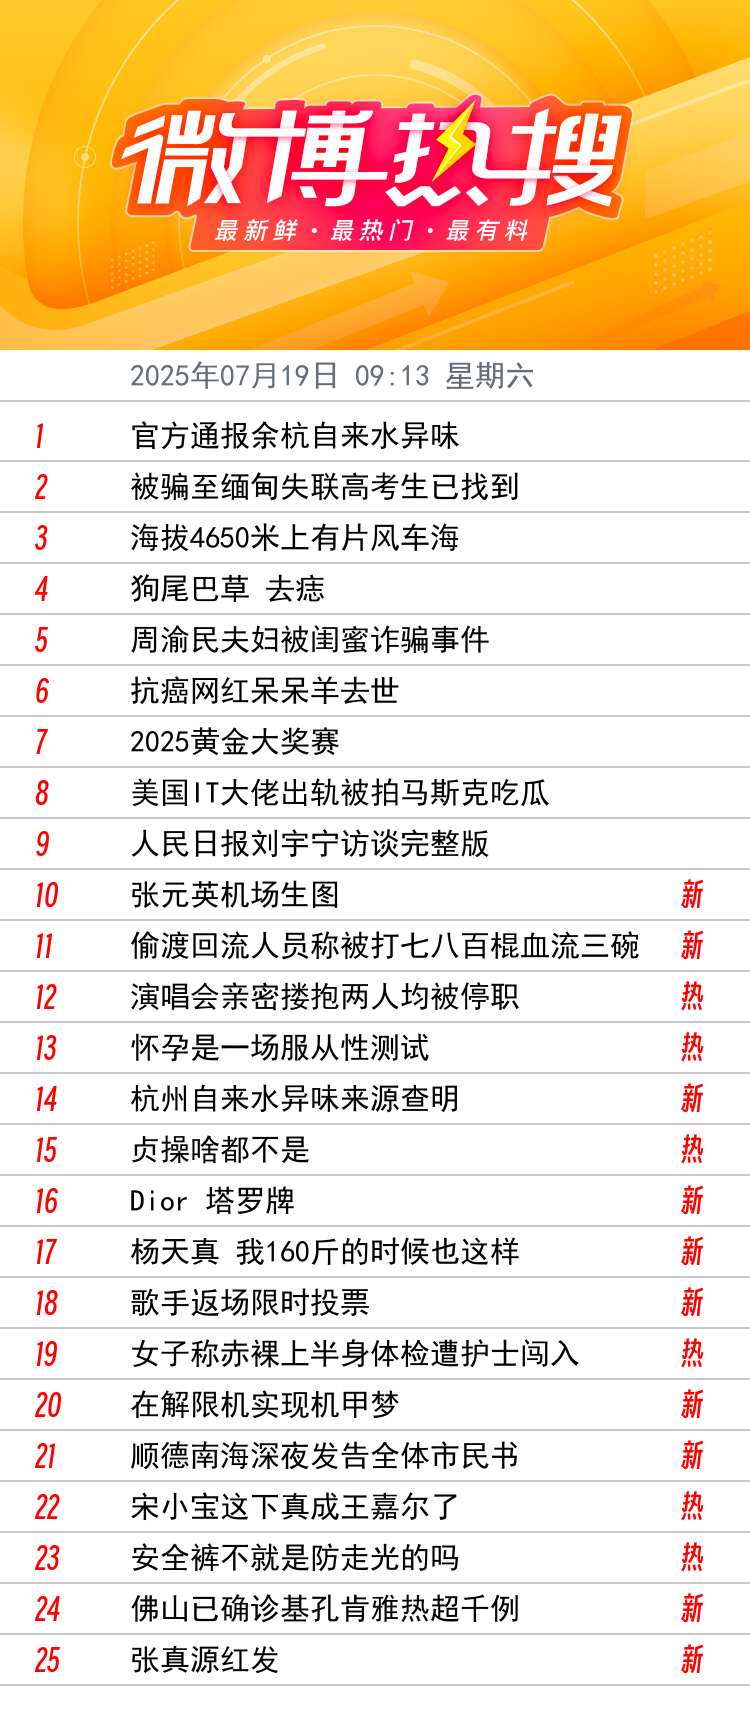 微博热搜
最新鲜·最热门·最有料
2025年07月19日 09:13 星期六
1 官方通报余杭自来水异味
2 被骗至缅甸失联高考生已找到
3 海拔4650米上有片风车海
4 狗尾巴草 去痣
5 周渝民夫妇被闺蜜诈骗事件
6 抗癌网红呆呆羊去世
7 2025黄金大奖赛
8 美国IT大佬出轨被拍马斯克吃瓜
9 人民日报刘宇宁访谈完整版
10 张元英机场生图 新
11 偷渡回流人员称被打七八百棍血流三碗 新
12 演唱会亲密搂抱两人均被停职 热
13 怀孕是一场服从性测试 热
14 杭州自来水异味来源查明 新
15 贞操啥都不是 热
16 Dior 塔罗牌 新
17 杨天真 我160斤的时候也这样 新
18 歌手返场限时投票 新
19 女子称赤裸上半身体检遭护士闯入 热
20 在解限机实现机甲梦 新
21 顺德南海深夜发告全体市民书 新
22 宋小宝这下真成王嘉尔了 热
23 安全裤不就是防走光的吗 热
24 佛山已确诊基孔肯雅热超千例 新
25 张真源红发 新